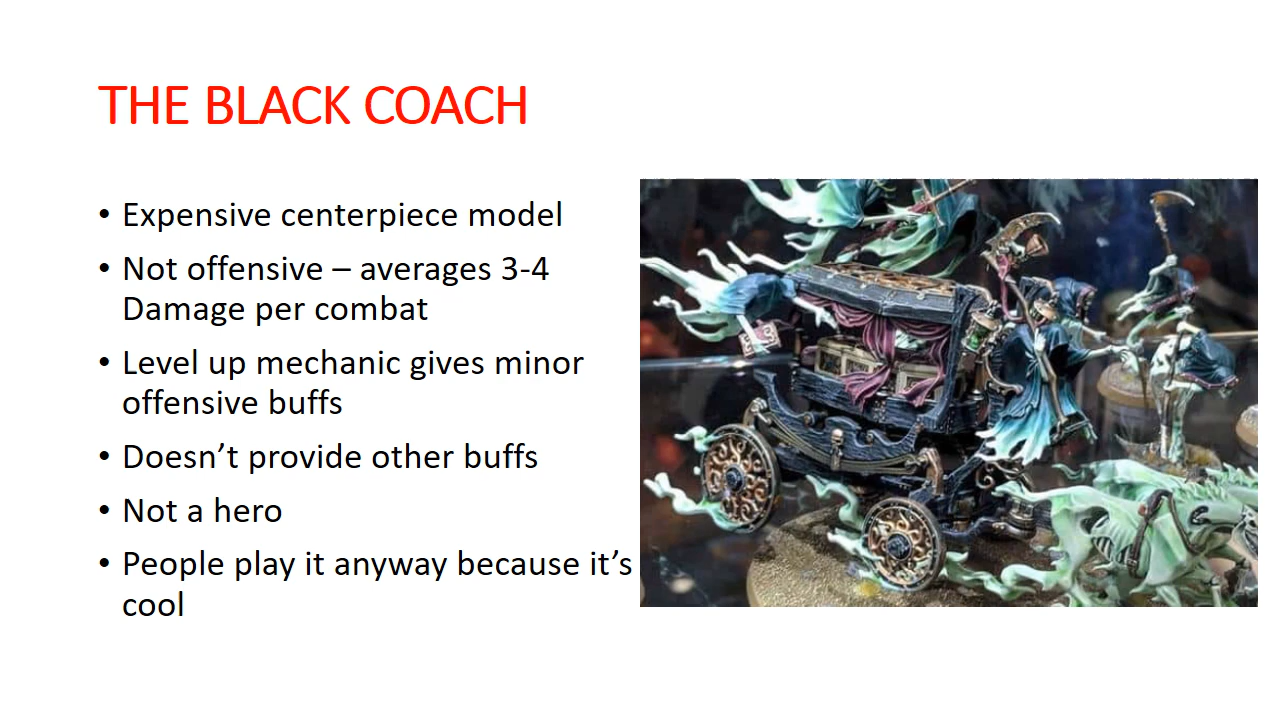 THE BLACK COACH
• Expensive centerpiece model
• Not offensive – averages 3-4
Damage per combat
• Level up mechanic gives minor
offensive buffs
• Doesn’t provide other buffs
• Not a hero
• People play it anyway because it’s
cool